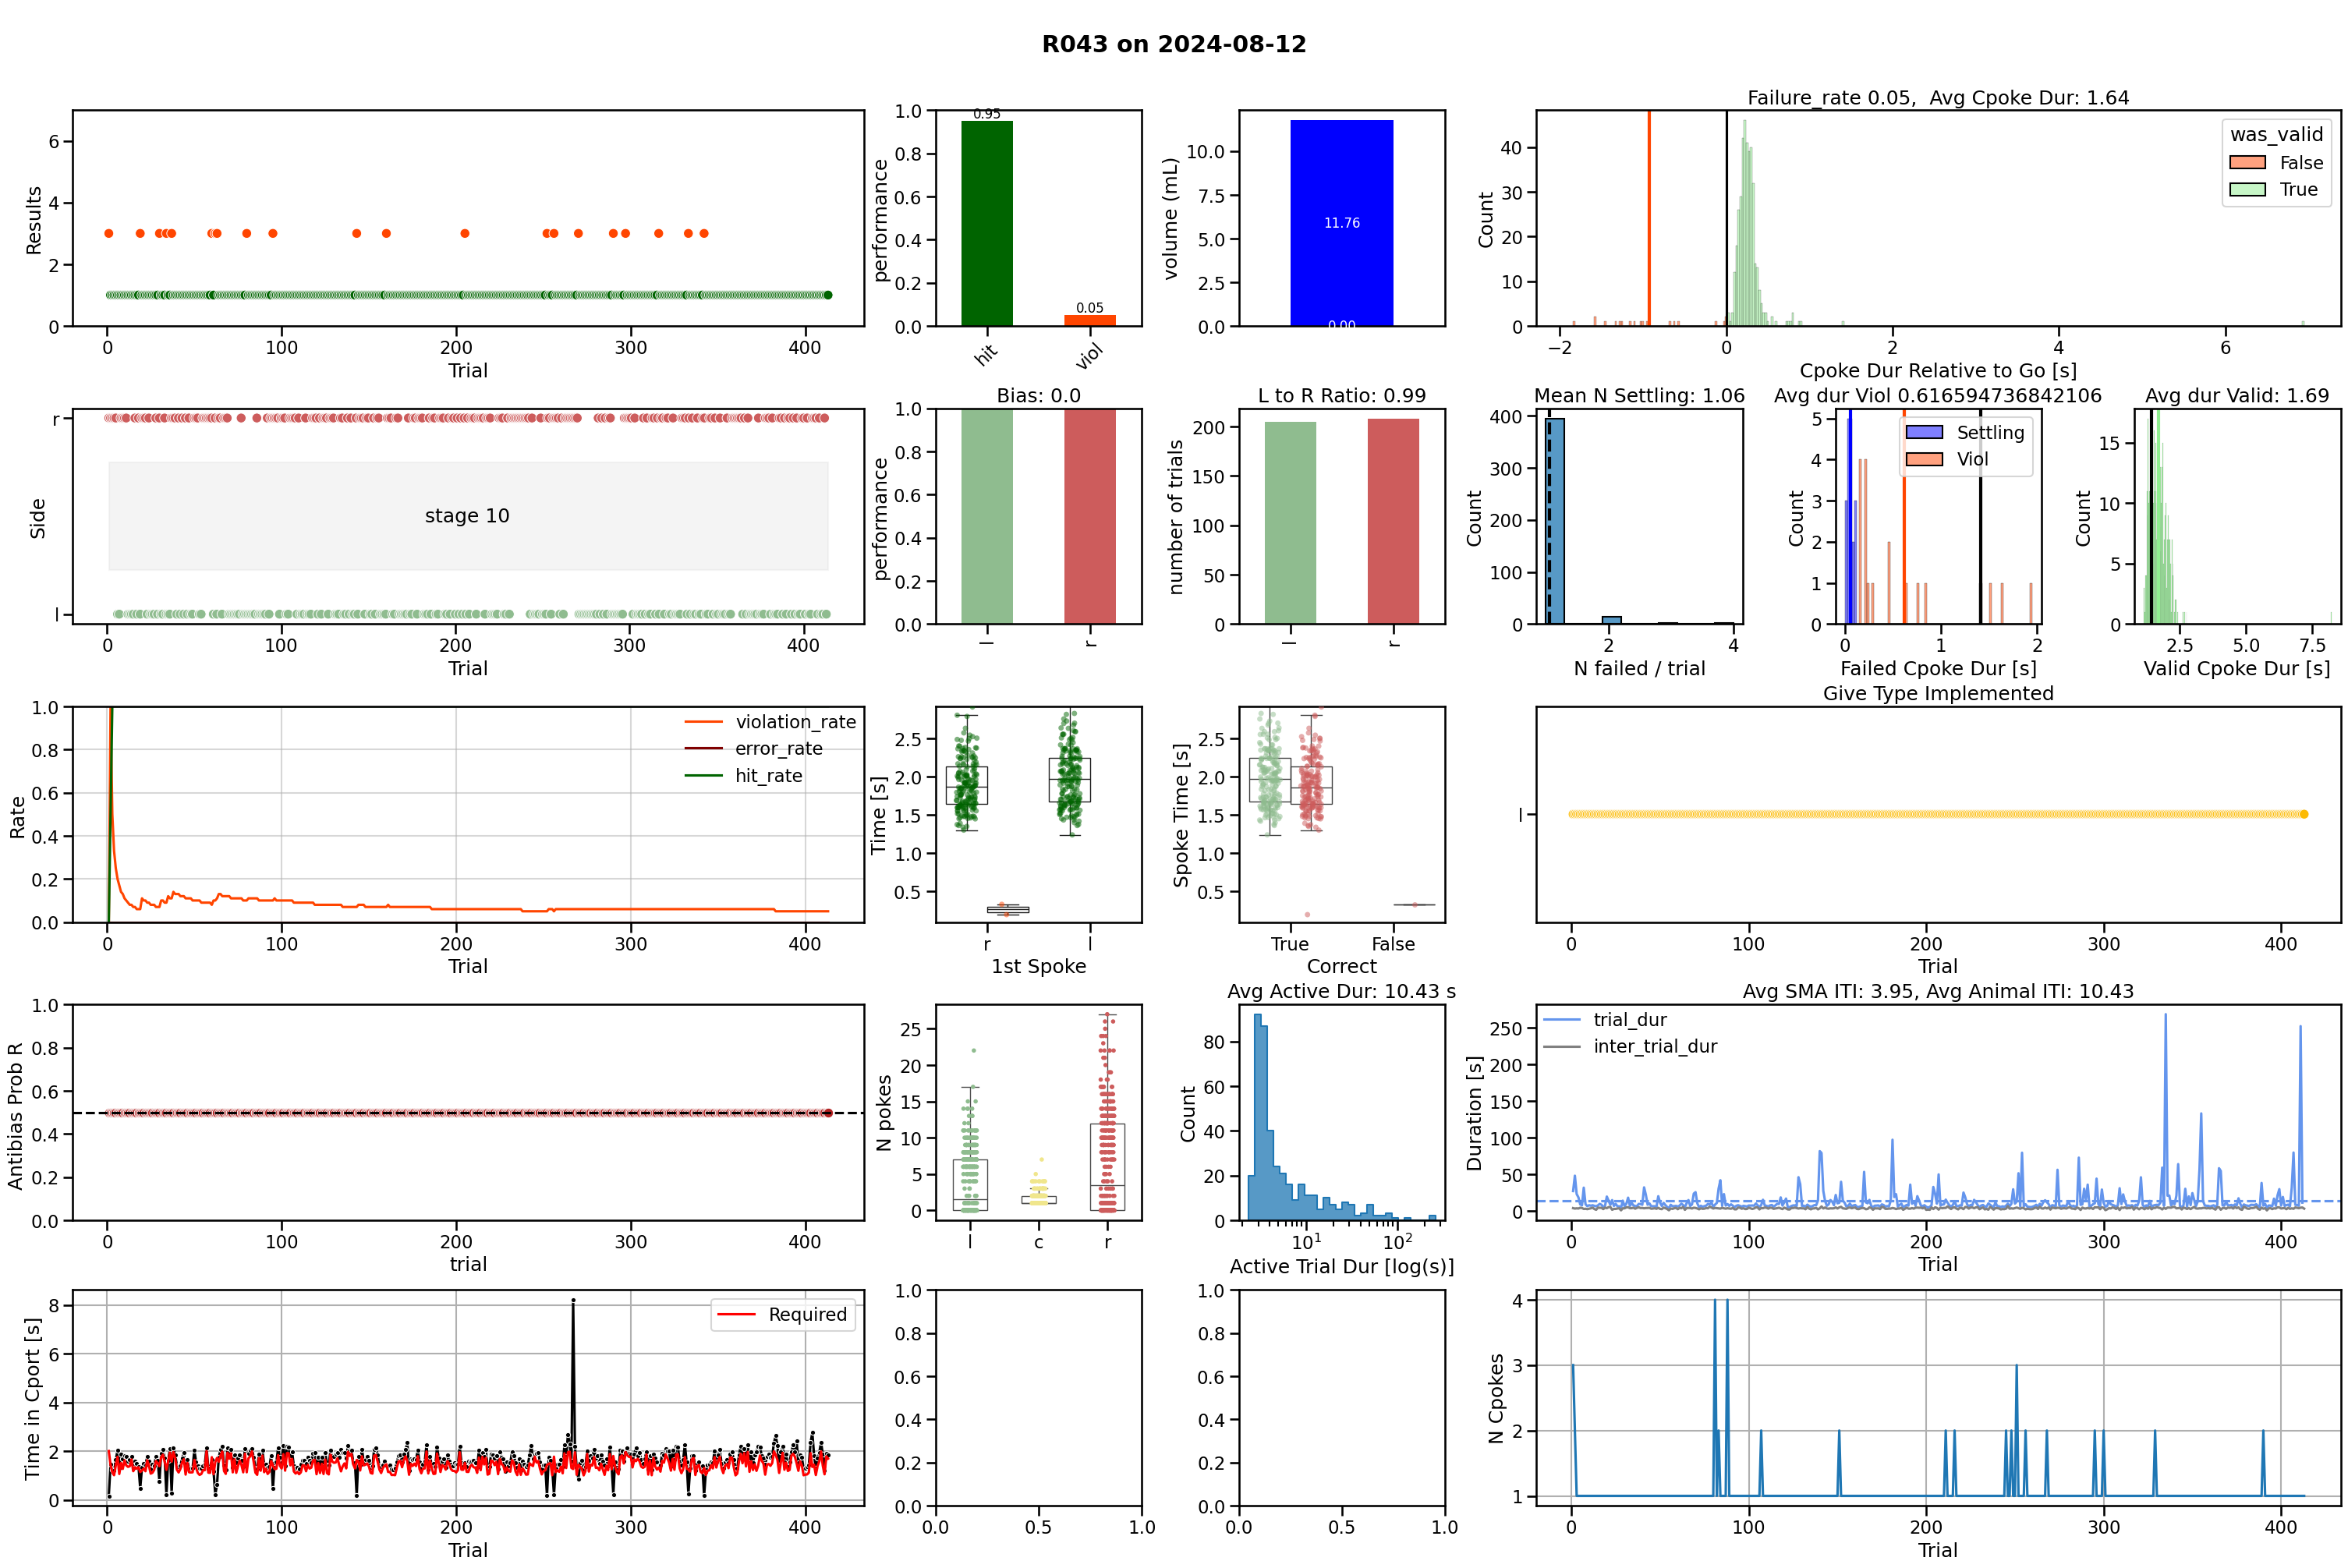 R043 on 2024-08-12
Results
0
2
4
6
0
100
200
300
400
Trial
performance
0.0
0.2
0.4
0.6
0.8
1.0
0.95
0.05
hit
viol
volume (mL)
0.0
2.5
5.0
7.5
10.0
11.76
0.00
Failure_rate 0.05,  Avg Cpoke Dur: 1.64
Count
0
10
20
30
40
−2
0
2
4
6
was_valid
False
True
Cpoke Dur Relative to Go [s]
Side
r
l
stage 10
0
100
200
300
400
Trial
Bias: 0.0
performance
0.0
0.2
0.4
0.6
0.8
1.0
l
r
L to R Ratio: 0.99
number of trials
0
50
100
150
200
l
r
Mean N Settling: 1.06
Count
0
100
200
300
400
2
4
N failed / trial
Avg dur Viol 0.616594736842106
Count
0
1
2
3
4
5
Settling
Viol
0
1
2
Failed Cpoke Dur [s]
Avg dur Valid: 1.69
Count
0
5
10
15
2.5
5.0
7.5
Valid Cpoke Dur [s]
Rate
0.0
0.2
0.4
0.6
0.8
1.0
violation_rate
error_rate
hit_rate
0
100
200
300
400
Trial
Time [s]
0.5
1.0
1.5
2.0
2.5
r
l
1st Spoke
Spoke Time [s]
0.5
1.0
1.5
2.0
2.5
True
False
Correct
Give Type Implemented
l
0
100
200
300
400
Trial
Antibias Prob R
0.0
0.2
0.4
0.6
0.8
1.0
0
100
200
300
400
trial
N pokes
0
5
10
15
20
25
l
c
r
Avg Active Dur: 10.43 s
Count
0
20
40
60
80
10¹
10²
Active Trial Dur [log(s)]
Avg SMA ITI: 3.95, Avg Animal ITI: 10.43
Duration [s]
0
50
100
150
200
250
trial_dur
inter_trial_dur
0
100
200
300
400
Trial
Time in Cport [s]
0
2
4
6
8
Required
0
100
200
300
400
Trial
0.0
0.2
0.4
0.6
0.8
1.0
0.0
0.5
1.0
0.0
0.2
0.4
0.6
0.8
1.0
0.0
0.5
1.0
N Cpokes
1
2
3
4
0
100
200
300
400
Trial